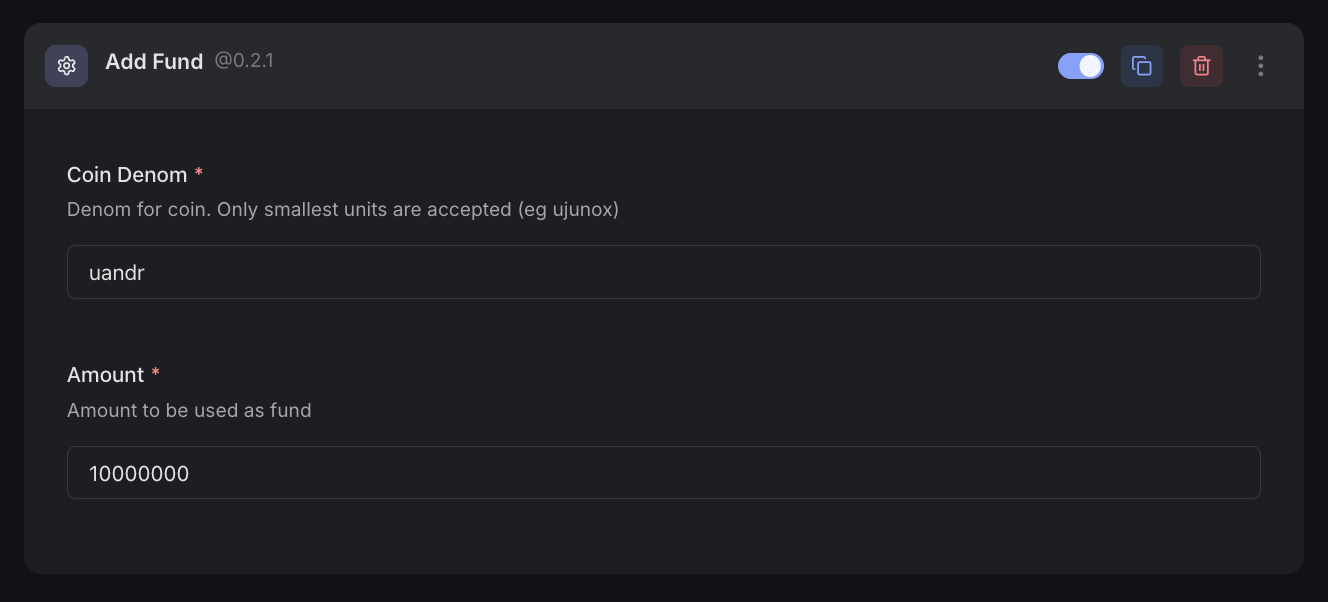 Add Fund @0.2.1
Coin Denom *
Denom for coin. Only smallest units are accepted (eg ujunox)
uandr
Amount *
Amount to be used as fund
10000000